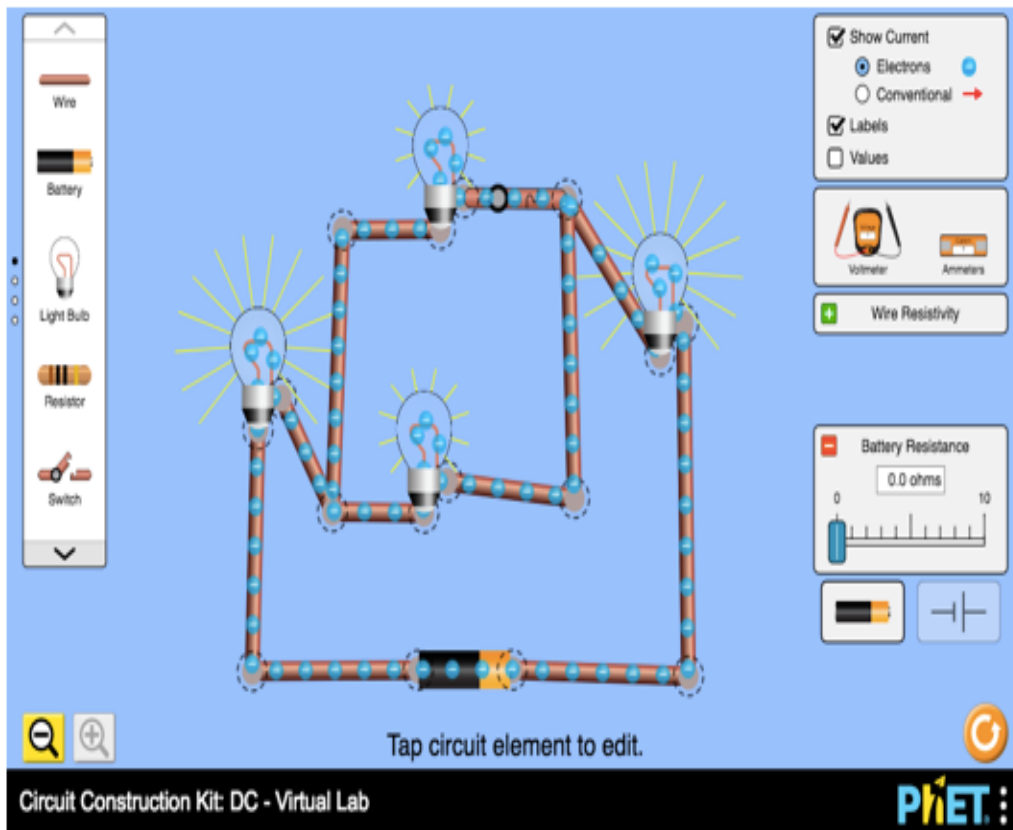 Wire
Battery
Light Bulb
Resistor
Switch
Show Current
Electrons
Conventional
Labels
Values
Voltmeter
Ammeters
Wire Resistivity
Battery Resistance
0.0 ohms
0
10
Tap circuit element to edit.
Circuit Construction Kit: DC - Virtual Lab
PhET